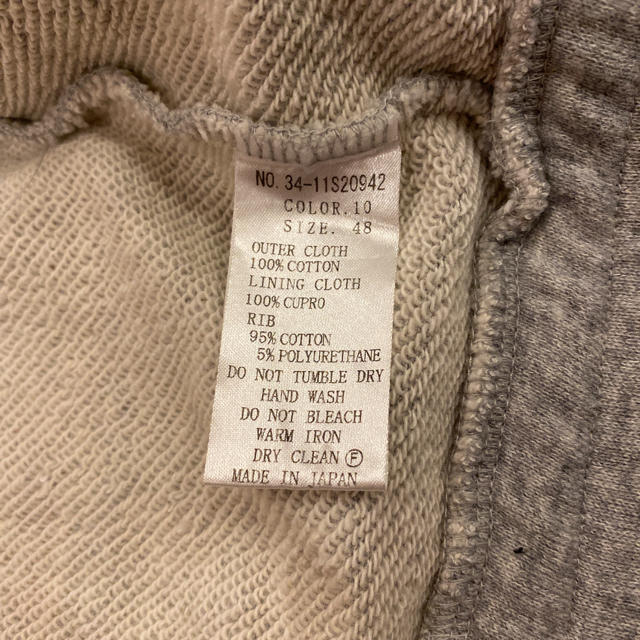 NO. 34-11S20942
COLOR. 10
SIZE. 48
OUTER CLOTH
100% COTTON
LINING CLOTH
100% CUPRO
RIB
95% COTTON
5% POLYURETHANE
DO NOT TUMBLE DRY
HAND WASH
DO NOT BLEACH
WARM IRON
DRY CLEAN Ⓕ
MADE IN JAPAN